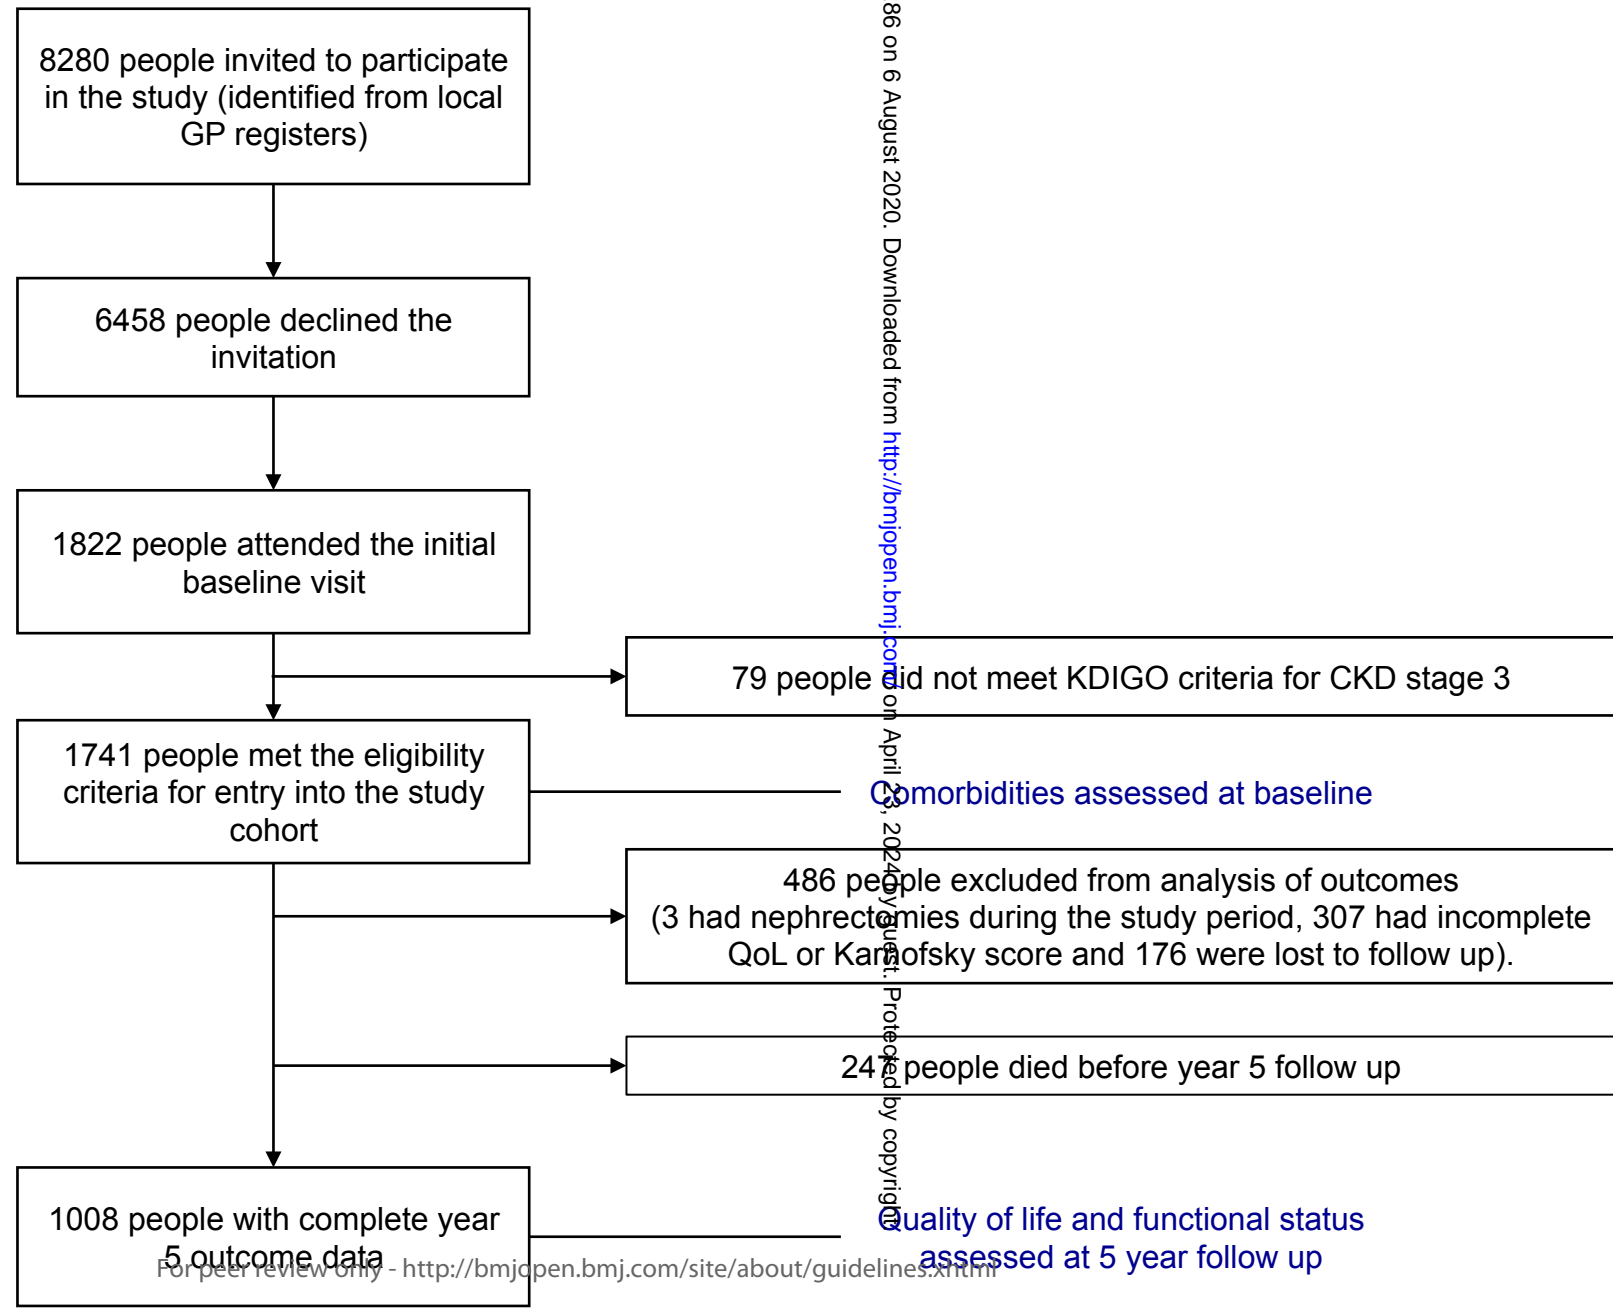 8280 people invited to participate
in the study (identified from local
GP registers)
6458 people declined the
invitation
1822 people attended the initial
baseline visit
79 people did not meet KDIGO criteria for CKD stage 3
1741 people met the eligibility
criteria for entry into the study
cohort
Comorbidities assessed at baseline
486 people excluded from analysis of outcomes
(3 had nephrectomies during the study period, 307 had incomplete
QoL or Karnofsky score and 176 were lost to follow up).
247 people died before year 5 follow up
1008 people with complete year
5 outcome data
Quality of life and functional status
assessed at 5 year follow up
For peer review only - http://bmjopen.bmj.com/site/about/guidelines.xhtml
86 on 6 August 2020. Downloaded from http://bmjopen.bmj.com/ on April 23, 2024 by guest. Protected by copyright.